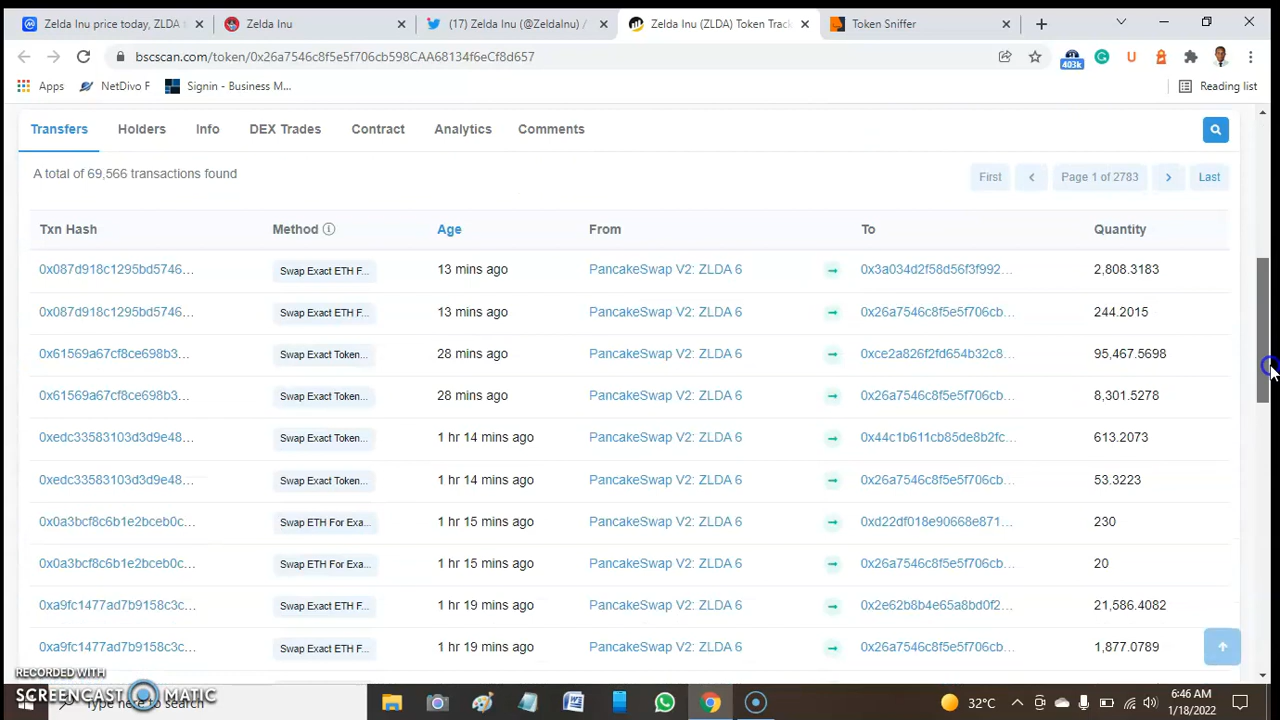 Zelda Inu price today, ZLDA t
Zelda Inu
(17) Zelda Inu (@ZeldaInu) /
Zelda Inu (ZLDA) Token Track
Token Sniffer
bscscan.com/token/0x26a7546c8f5e5f706cb598CAA68134f6eCf8d657
403k
Apps
NetDivo F
Signin - Business M...
Reading list
Transfers Holders Info DEX Trades Contract Analytics Comments
A total of 69,566 transactions found
First Page 1 of 2783 Last
Txn Hash Method Age From To Quantity
0x087d918c1295bd5746... Swap Exact ETH F... 13 mins ago PancakeSwap V2: ZLDA 6 0x3a034d2f58d56f3f992... 2,808.3183
0x087d918c1295bd5746... Swap Exact ETH F... 13 mins ago PancakeSwap V2: ZLDA 6 0x26a7546c8f5e5f706cb... 244.2015
0x61569a67cf8ce698b3... Swap Exact Token... 28 mins ago PancakeSwap V2: ZLDA 6 0xce2a826f2fd654b32c8... 95,467.5698
0x61569a67cf8ce698b3... Swap Exact Token... 28 mins ago PancakeSwap V2: ZLDA 6 0x26a7546c8f5e5f706cb... 8,301.5278
0xedc33583103d3d9e48... Swap Exact Token... 1 hr 14 mins ago PancakeSwap V2: ZLDA 6 0x44c1b611cb85de8b2fc... 613.2073
0xedc33583103d3d9e48... Swap Exact Token... 1 hr 14 mins ago PancakeSwap V2: ZLDA 6 0x26a7546c8f5e5f706cb... 53.3223
0x0a3bcf8c6b1e2bceb0c... Swap ETH For Exa... 1 hr 15 mins ago PancakeSwap V2: ZLDA 6 0xd22df018e90668e871... 230
0x0a3bcf8c6b1e2bceb0c... Swap ETH For Exa... 1 hr 15 mins ago PancakeSwap V2: ZLDA 6 0x26a7546c8f5e5f706cb... 20
0xa9fc1477ad7b9158c3c... Swap Exact ETH F... 1 hr 19 mins ago PancakeSwap V2: ZLDA 6 0x2e62b8b4e65a8bd0f2... 21,586.4082
0xa9fc1477ad7b9158c3c... Swap Exact ETH F... 1 hr 19 mins ago PancakeSwap V2: ZLDA 6 0x26a7546c8f5e5f706cb... 1,877.0789
RECORDED WITH
SCREENCAST MATIC
Type here to search
32°C
6:46 AM
1/18/2022